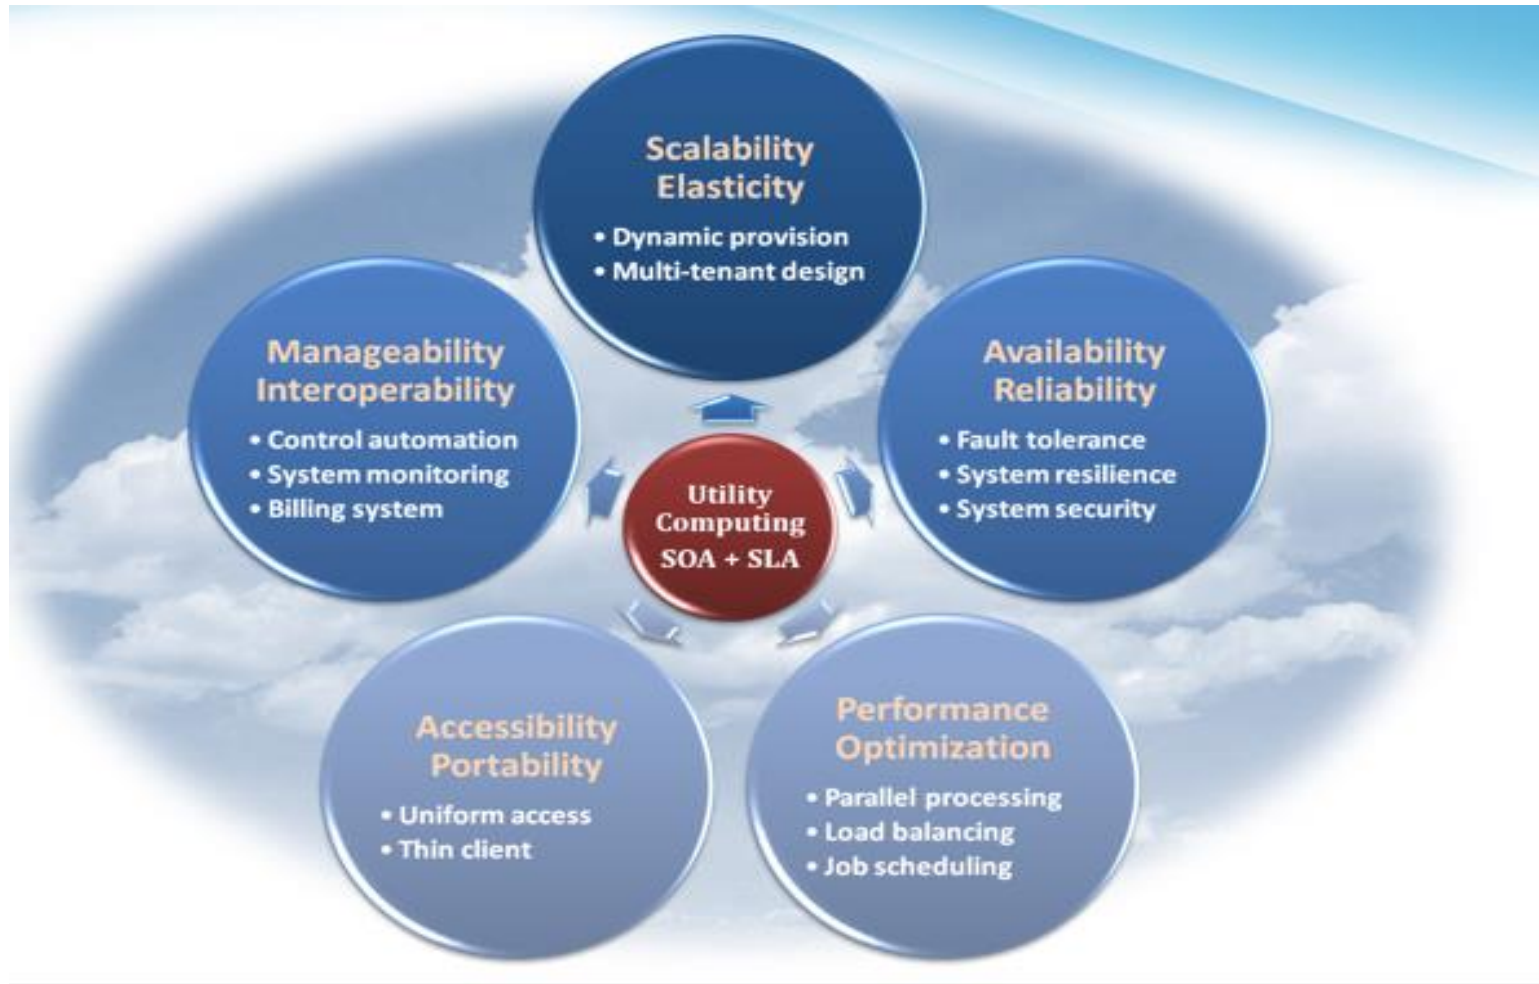 Scalability
Elasticity
• Dynamic provision
• Multi-tenant design
Manageability
Interoperability
• Control automation
• System monitoring
• Billing system
Availability
Reliability
• Fault tolerance
• System resilience
• System security
Utility
Computing
SOA + SLA
Accessibility
Portability
• Uniform access
• Thin client
Performance
Optimization
• Parallel processing
• Load balancing
• Job scheduling